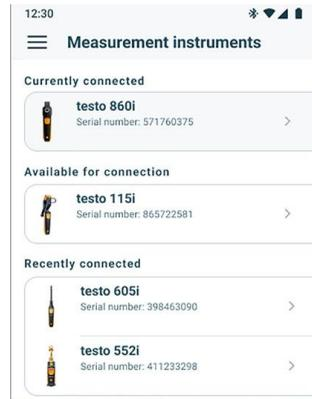 12:30
Measurement instruments
Currently connected
testo 860i
Serial number: 571760375
Available for connection
testo 115i
Serial number: 865722581
Recently connected
testo 605i
Serial number: 398463090
testo 552i
Serial number: 411233298